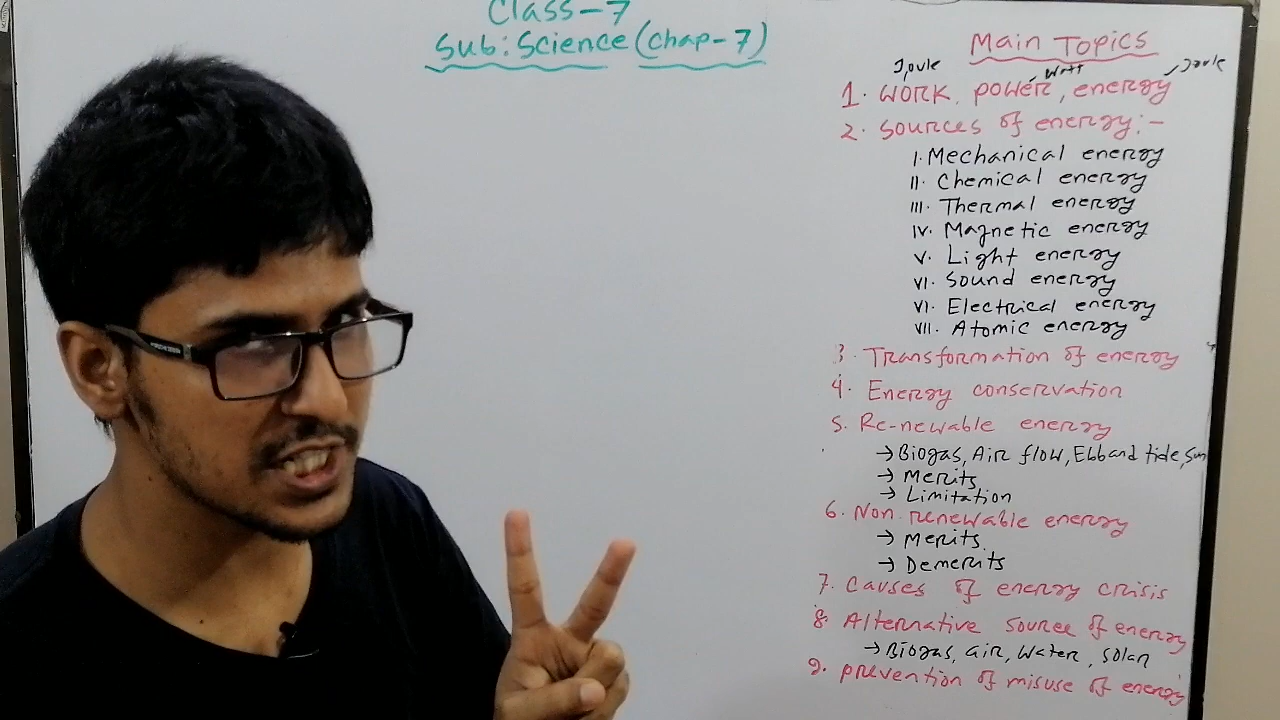 Class-7
Sub: Science (chap-7)
Main Topics
Joule Watt Joule
1. Work, power, energy
2. Sources of energy:-
I. Mechanical energy
II. Chemical energy
III. Thermal energy
IV. Magnetic energy
V. Light energy
VI. Sound energy
VI. Electrical energy
VII. Atomic energy
3. Transformation of energy
4. Energy conservation
5. Re-newable energy
→ Biogas, Air flow, Ebb and tide, Sun
→ Merits
→ Limitation
6. Non-renewable energy
→ Merits
→ Demerits
7. Causes of energy crisis
8. Alternative source of energy
→ Biogas, air, Water, solar
9. prevention of misuse of energy